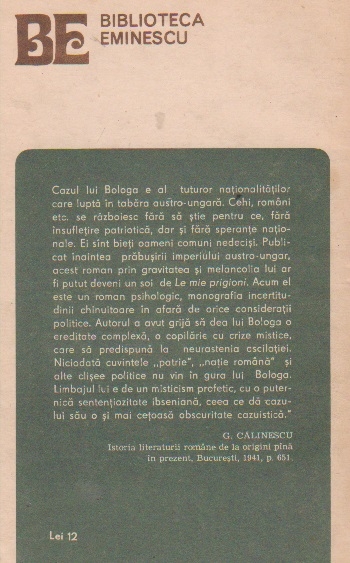 BE BIBLIOTECA
EMINESCU
Cazul lui Bologa e al tuturor naționalităților
care luptă în tabăra austro-ungară. Cehi, români
etc. se războiesc fără să știe pentru ce, fără
însuflețire patriotică, dar și fără speranțe națio-
nale. Ei sînt bieți oameni comuni nedeciși. Publi-
cat înaintea prăbușirii imperiului austro-ungar,
acest roman prin gravitatea și melancolia lui ar
fi putut deveni un soi de Le mie prigioni. Acum el
este un roman psihologic, monografia incertitu-
dinii chinuitoare în afară de orice considerații
politice. Autorul a avut grijă să dea lui Bologa o
ereditate complexă, o copilărie cu crize mistice,
care să predispună la neurastenia oscilației.
Niciodată cuvintele „patrie", „nație română" și
alte clișee politice nu vin în gura lui Bologa.
Limbajul lui e de un misticism profetic, cu o puter-
nică sentențiozitate ibseniană, ceea ce dă cazu-
lui său o și mai cețoasă obscuritate cazuistică."
G. CĂLINESCU
Istoria literaturii române de la origini pînă
în prezent, București, 1941, p. 651.
Lei 12